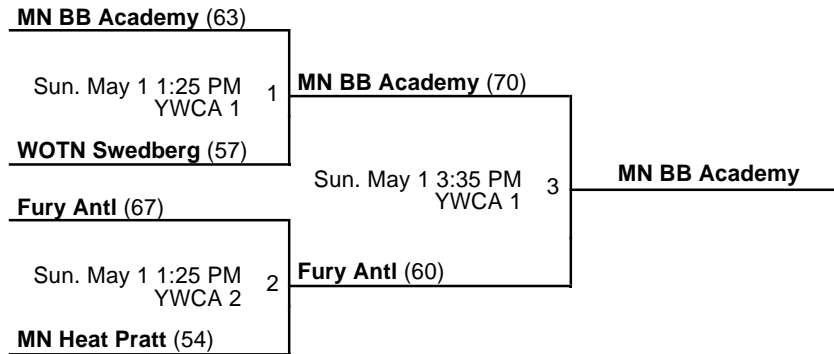 MN BB Academy (63)
Sun. May 1 1:25 PM
YWCA 1
1
MN BB Academy (70)
WOTN Swedberg (57)
Sun. May 1 3:35 PM
YWCA 1
3
MN BB Academy
Fury Antl (67)
Sun. May 1 1:25 PM
YWCA 2
2
Fury Antl (60)
MN Heat Pratt (54)